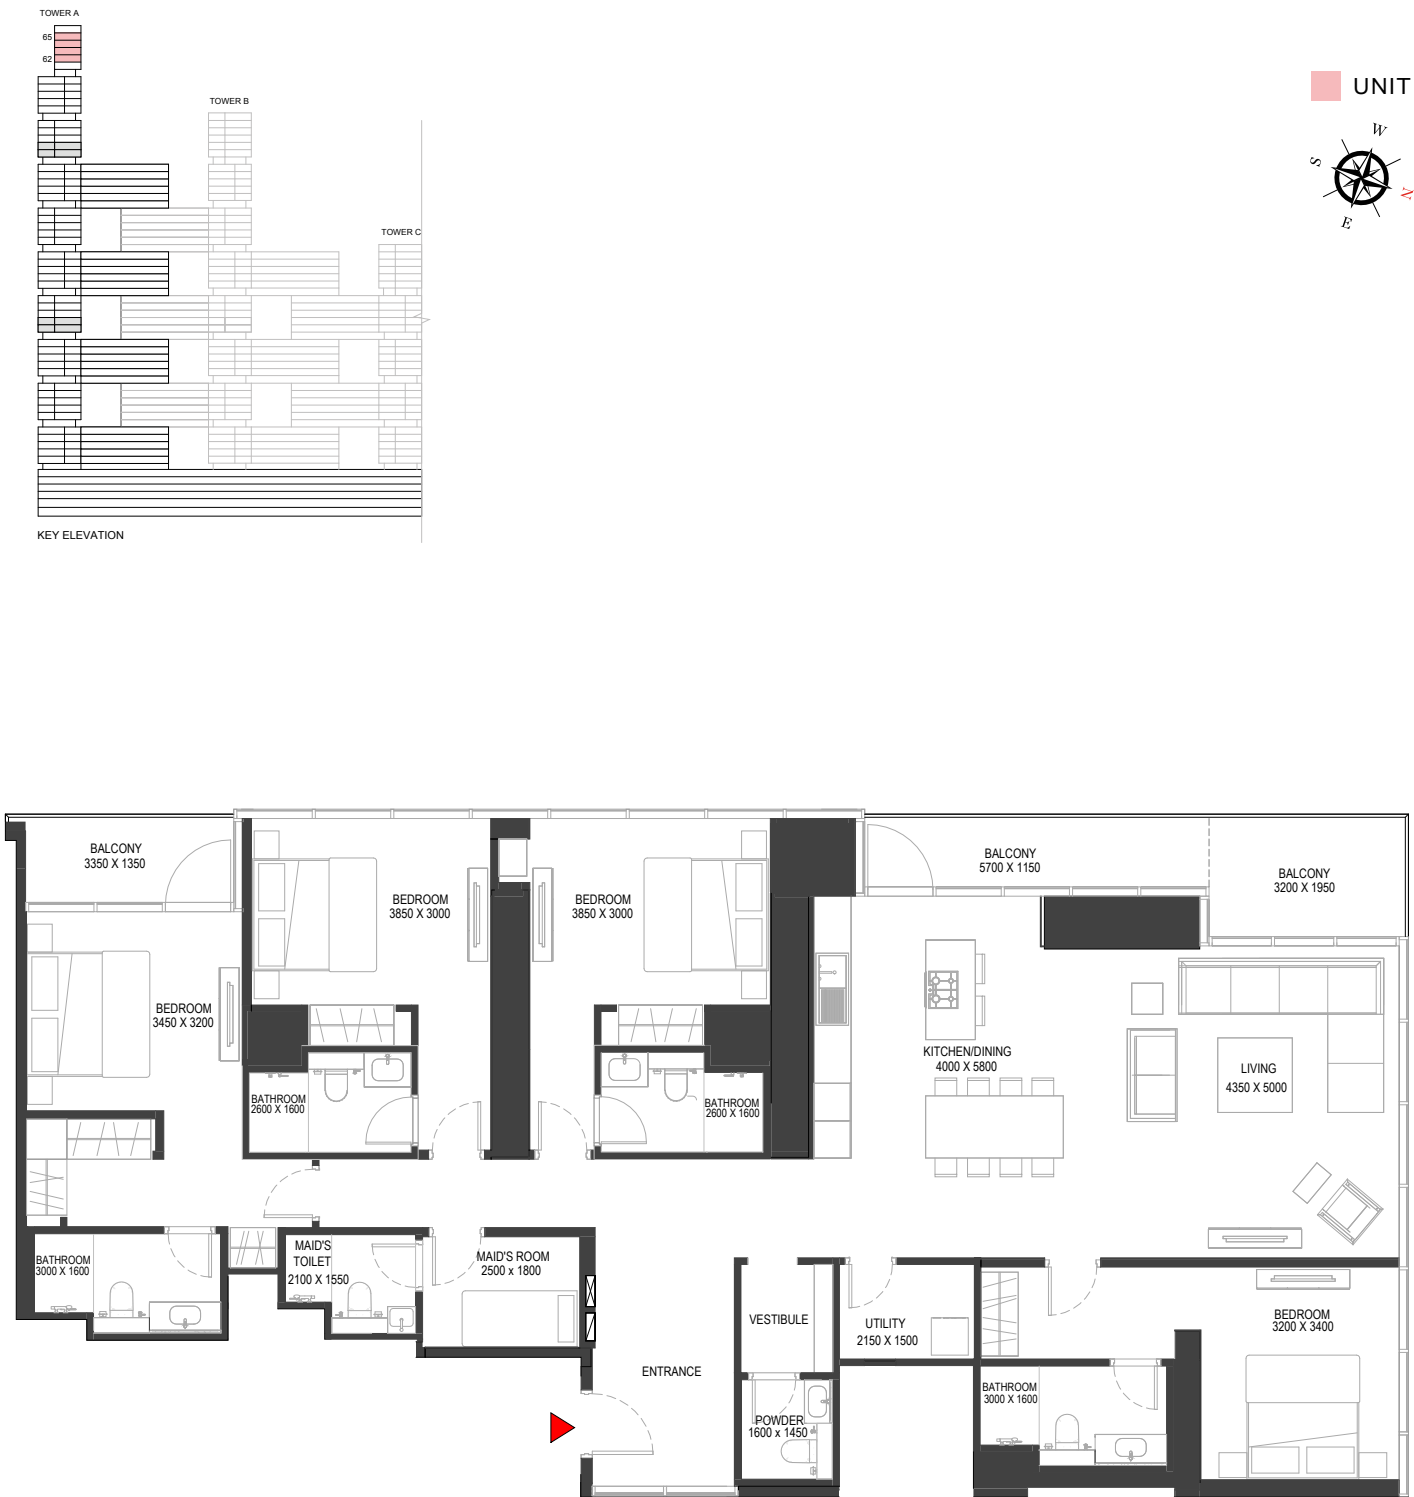 TOWER A
65
62
TOWER B
TOWER C
KEY ELEVATION
UNIT
W
S
N
E
BALCONY
3350 X 1350
BEDROOM
3850 X 3000
BEDROOM
3850 X 3000
BALCONY
5700 X 1150
BALCONY
3200 X 1950
BEDROOM
3450 X 3200
KITCHEN/DINING
4000 X 5800
LIVING
4350 X 5000
BATHROOM
2600 X 1600
BATHROOM
2600 X 1600
BATHROOM
3000 X 1600
MAID'S
TOILET
2100 X 1550
MAID'S ROOM
2500 x 1800
VESTIBULE
UTILITY
2150 X 1500
BEDROOM
3200 X 3400
ENTRANCE
POWDER
1600 x 1450
BATHROOM
3000 X 1600